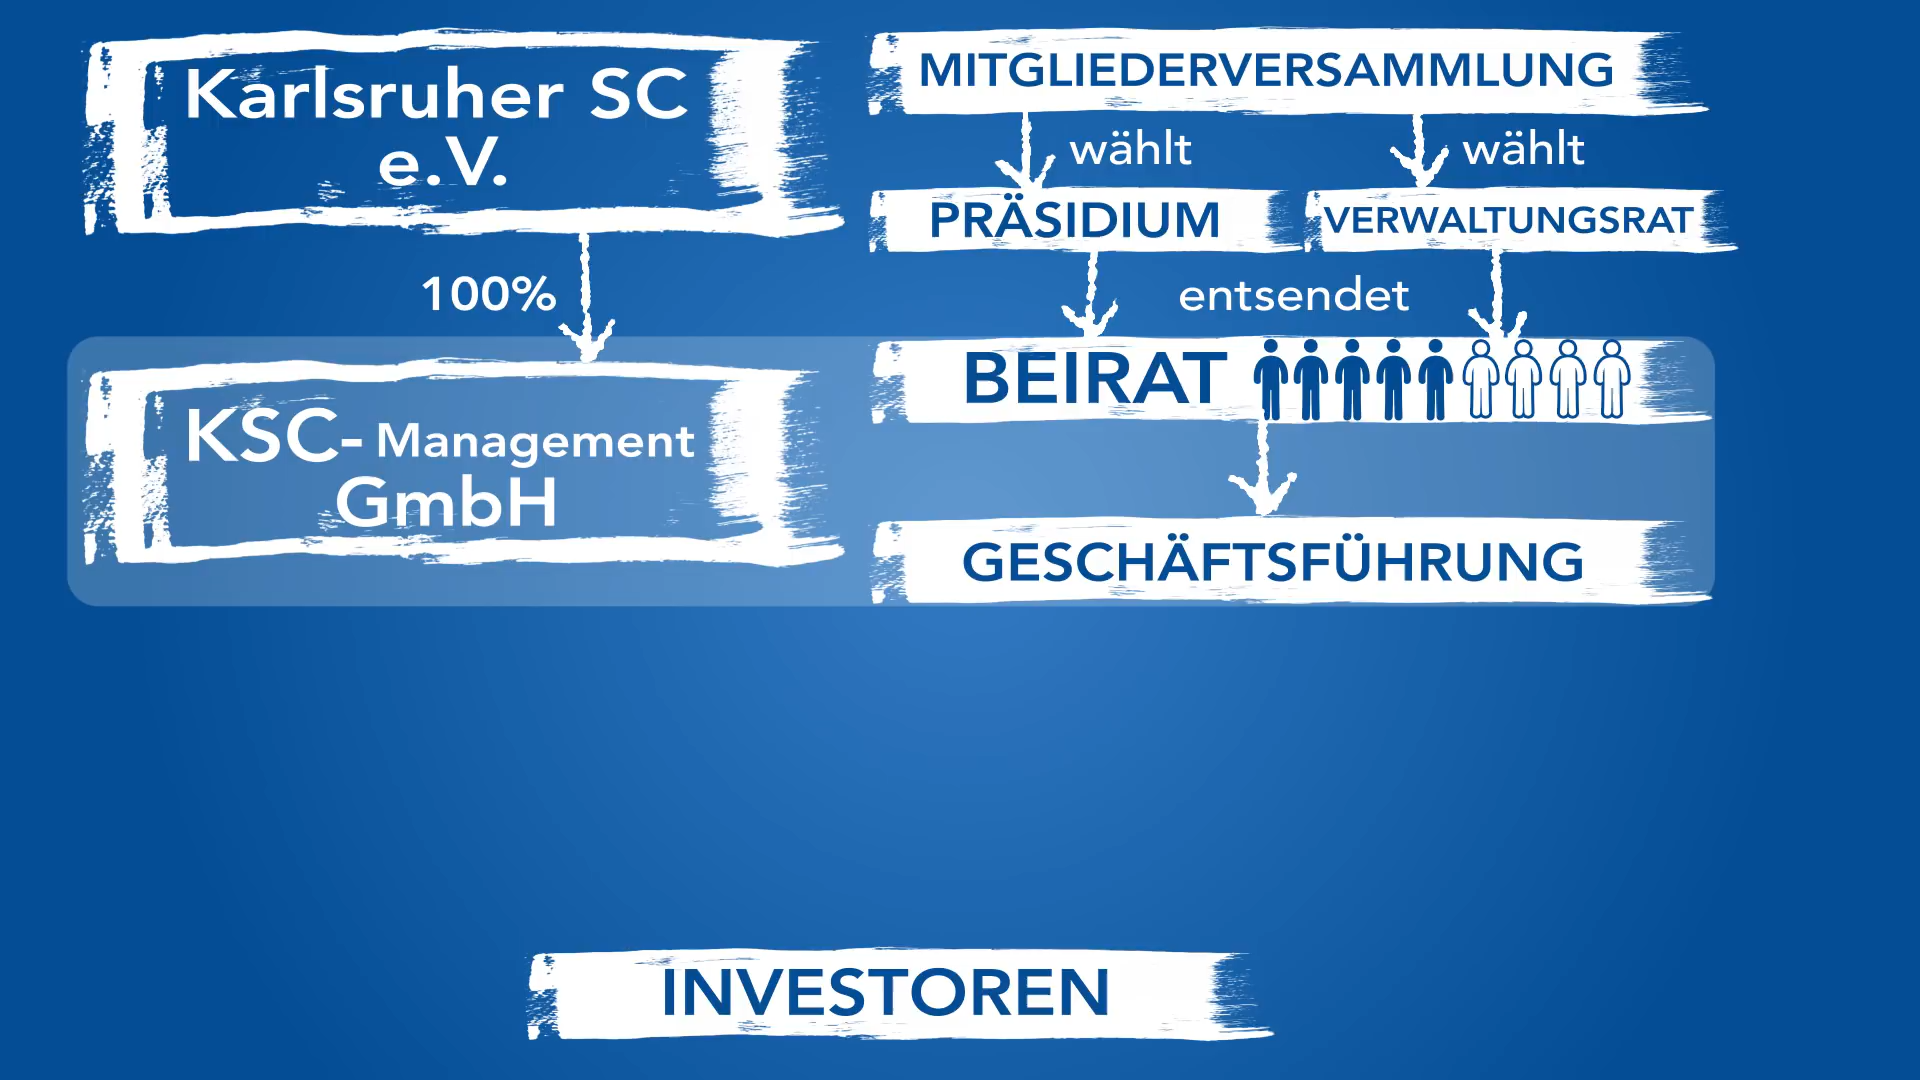 Karlsruher SC
e.V.
MITGLIEDERVERSAMMLUNG
wählt
wählt
PRÄSIDIUM
VERWALTUNGSRAT
100%
entsendet
KSC-Management
GmbH
BEIRAT
GESCHÄFTSFÜHRUNG
INVESTOREN